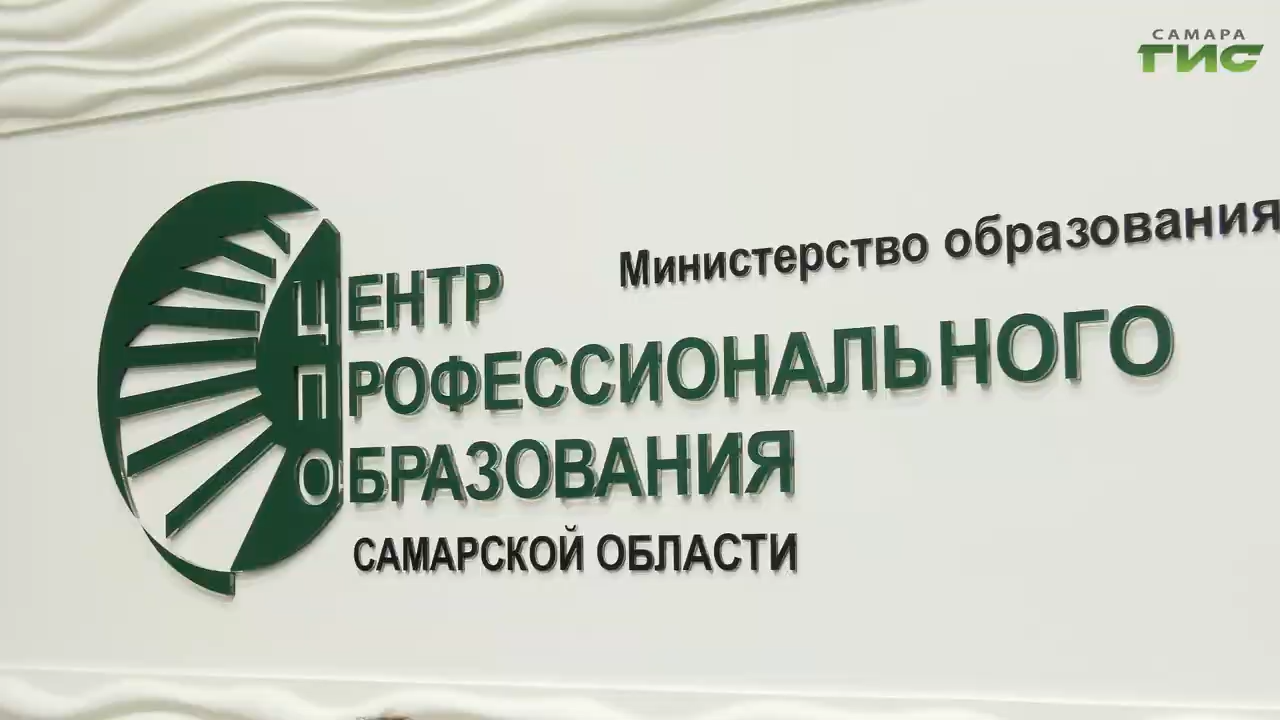 САМАРА
ГИС
Министерство образования
ЦЕНТР
ПРОФЕССИОНАЛЬНОГО
ОБРАЗОВАНИЯ
САМАРСКОЙ ОБЛАСТИ